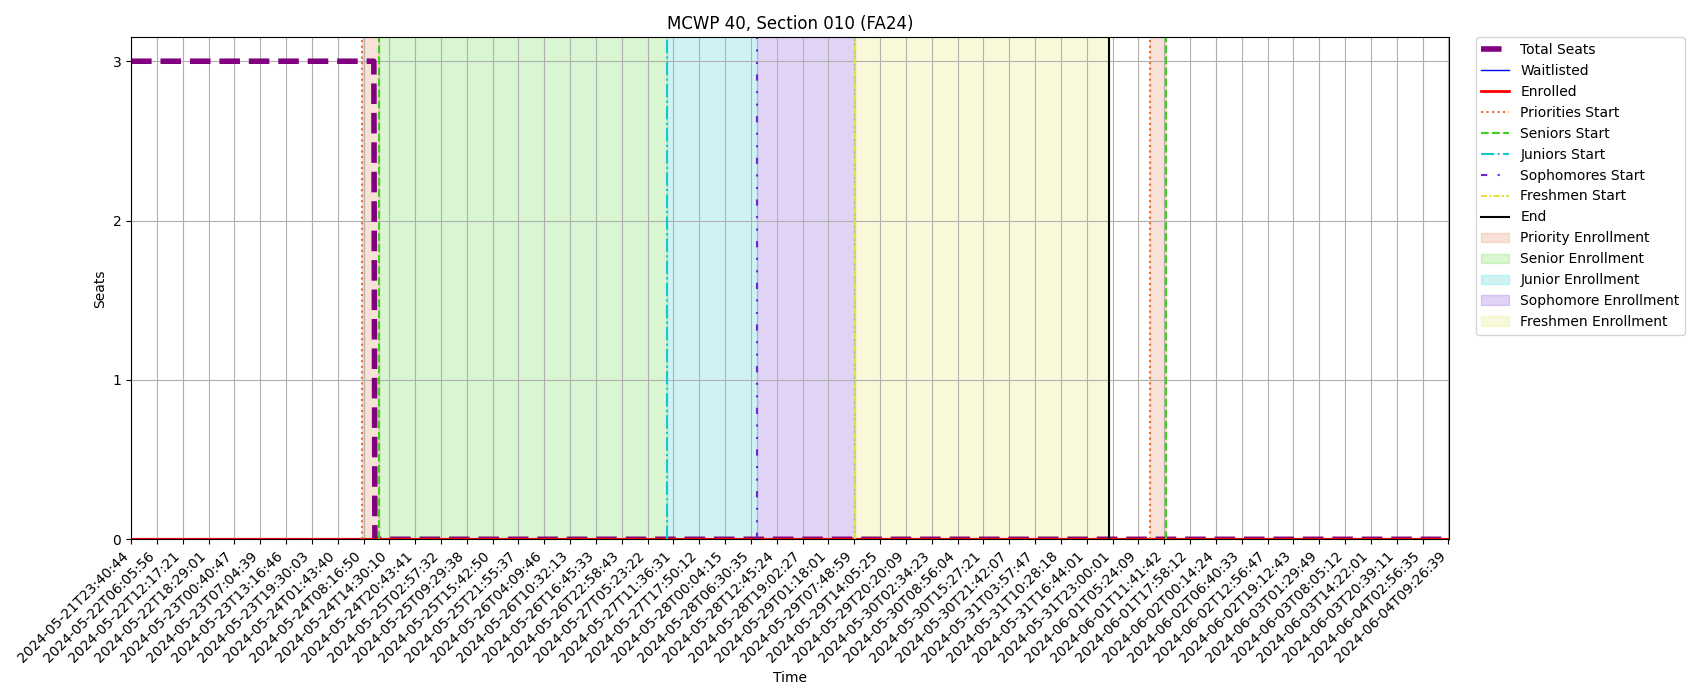 MCWP 40, Section 010 (FA24)
Seats
3
2
1
0
2024-05-21T23:40:44
2024-05-22T06:05:56
2024-05-22T12:17:21
2024-05-22T18:29:01
2024-05-23T00:40:47
2024-05-23T07:04:39
2024-05-23T13:16:46
2024-05-23T19:30:03
2024-05-24T01:43:40
2024-05-24T08:16:50
2024-05-24T14:30:10
2024-05-24T20:43:41
2024-05-25T02:57:32
2024-05-25T09:29:38
2024-05-25T15:42:50
2024-05-25T21:55:37
2024-05-26T04:09:46
2024-05-26T10:32:13
2024-05-26T16:45:33
2024-05-26T22:58:43
2024-05-27T05:23:22
2024-05-27T11:36:31
2024-05-27T17:50:12
2024-05-28T00:04:15
2024-05-28T06:30:35
2024-05-28T12:45:24
2024-05-28T19:02:27
2024-05-29T01:18:01
2024-05-29T07:48:59
2024-05-29T14:05:25
2024-05-29T20:20:09
2024-05-30T02:34:23
2024-05-30T08:56:04
2024-05-30T15:27:21
2024-05-30T21:42:07
2024-05-31T03:57:47
2024-05-31T10:28:18
2024-05-31T16:44:01
2024-05-31T23:00:01
2024-06-01T05:24:09
2024-06-01T11:41:42
2024-06-01T17:58:12
2024-06-02T00:14:24
2024-06-02T06:40:33
2024-06-02T12:56:47
2024-06-02T19:12:43
2024-06-03T01:29:49
2024-06-03T08:05:12
2024-06-03T14:22:01
2024-06-03T20:39:11
2024-06-04T02:56:35
2024-06-04T09:26:39
Time
Total Seats
Waitlisted
Enrolled
Priorities Start
Seniors Start
Juniors Start
Sophomores Start
Freshmen Start
End
Priority Enrollment
Senior Enrollment
Junior Enrollment
Sophomore Enrollment
Freshmen Enrollment